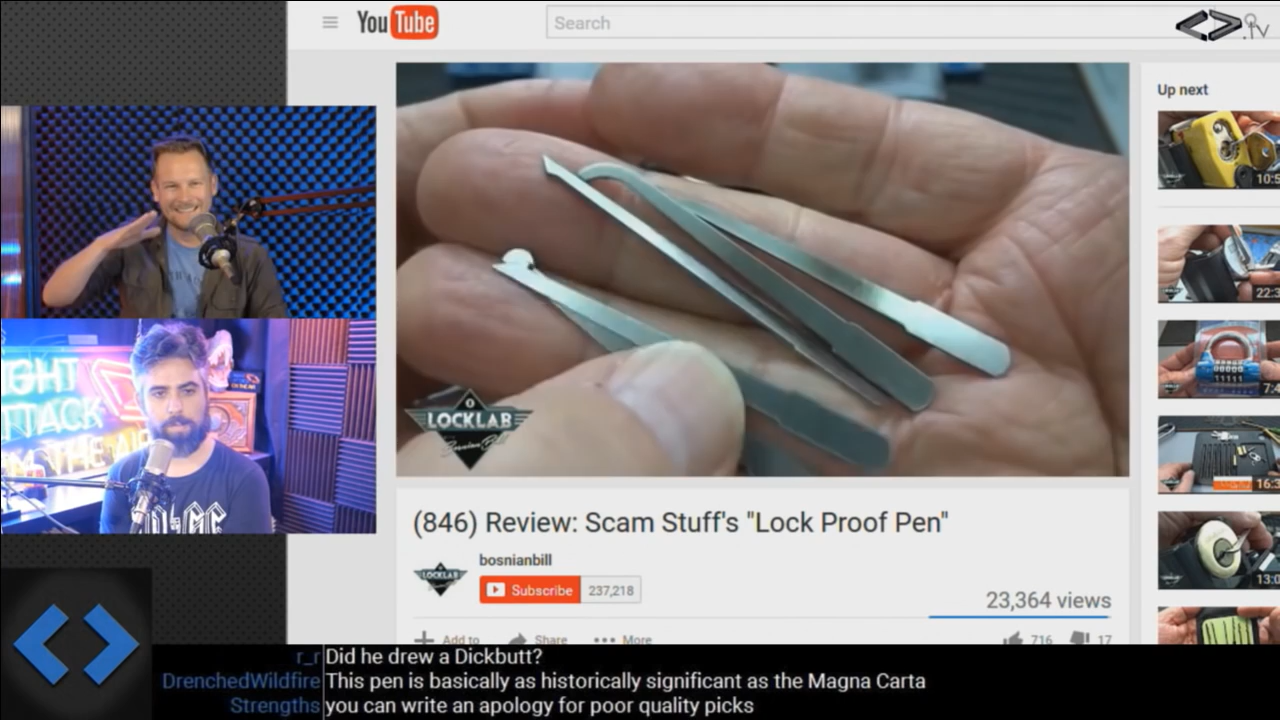 YouTube
Search
.tv
Up next
10:5
22:3
7:4
16:3
13:0
LOCKLAB
(846) Review: Scam Stuff's "Lock Proof Pen"
bosnianbill
LOCKLAB
Subscribe 237,218
23,364 views
Add to Share More 716 17
r_r Did he drew a Dickbutt?
DrenchedWildfire This pen is basically as historically significant as the Magna Carta
Strengths you can write an apology for poor quality picks